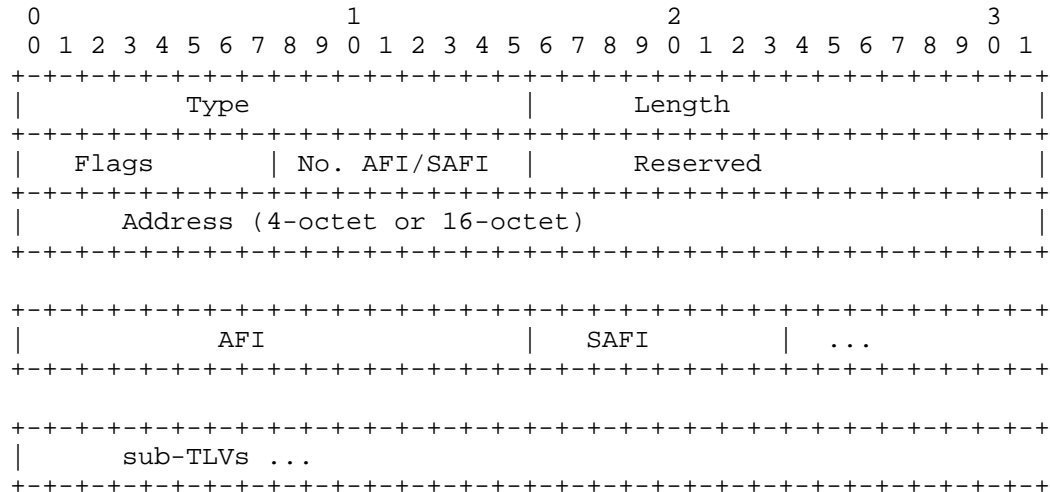 0                   1                   2                   3
 0 1 2 3 4 5 6 7 8 9 0 1 2 3 4 5 6 7 8 9 0 1 2 3 4 5 6 7 8 9 0 1
+-+-+-+-+-+-+-+-+-+-+-+-+-+-+-+-+-+-+-+-+-+-+-+-+-+-+-+-+-+-+-+-+
|          Type                 |      Length                   |
+-+-+-+-+-+-+-+-+-+-+-+-+-+-+-+-+-+-+-+-+-+-+-+-+-+-+-+-+-+-+-+-+
|   Flags       | No. AFI/SAFI  |      Reserved                 |
+-+-+-+-+-+-+-+-+-+-+-+-+-+-+-+-+-+-+-+-+-+-+-+-+-+-+-+-+-+-+-+-+
|      Address (4-octet or 16-octet)                            |
+-+-+-+-+-+-+-+-+-+-+-+-+-+-+-+-+-+-+-+-+-+-+-+-+-+-+-+-+-+-+-+-+

+-+-+-+-+-+-+-+-+-+-+-+-+-+-+-+-+-+-+-+-+-+-+-+-+-+-+-+-+-+-+-+-+
|            AFI                |   SAFI        |  ...
+-+-+-+-+-+-+-+-+-+-+-+-+-+-+-+-+-+-+-+-+-+-+-+-+-+-+-+-+-+-+-+-+

+-+-+-+-+-+-+-+-+-+-+-+-+-+-+-+-+-+-+-+-+-+-+-+-+-+-+-+-+-+-+-+-+
|      sub-TLVs ...
+-+-+-+-+-+-+-+-+-+-+-+-+-+-+-+-+-+-+-+-+-+-+-+-+-+-+-+-+-+-+-+-+